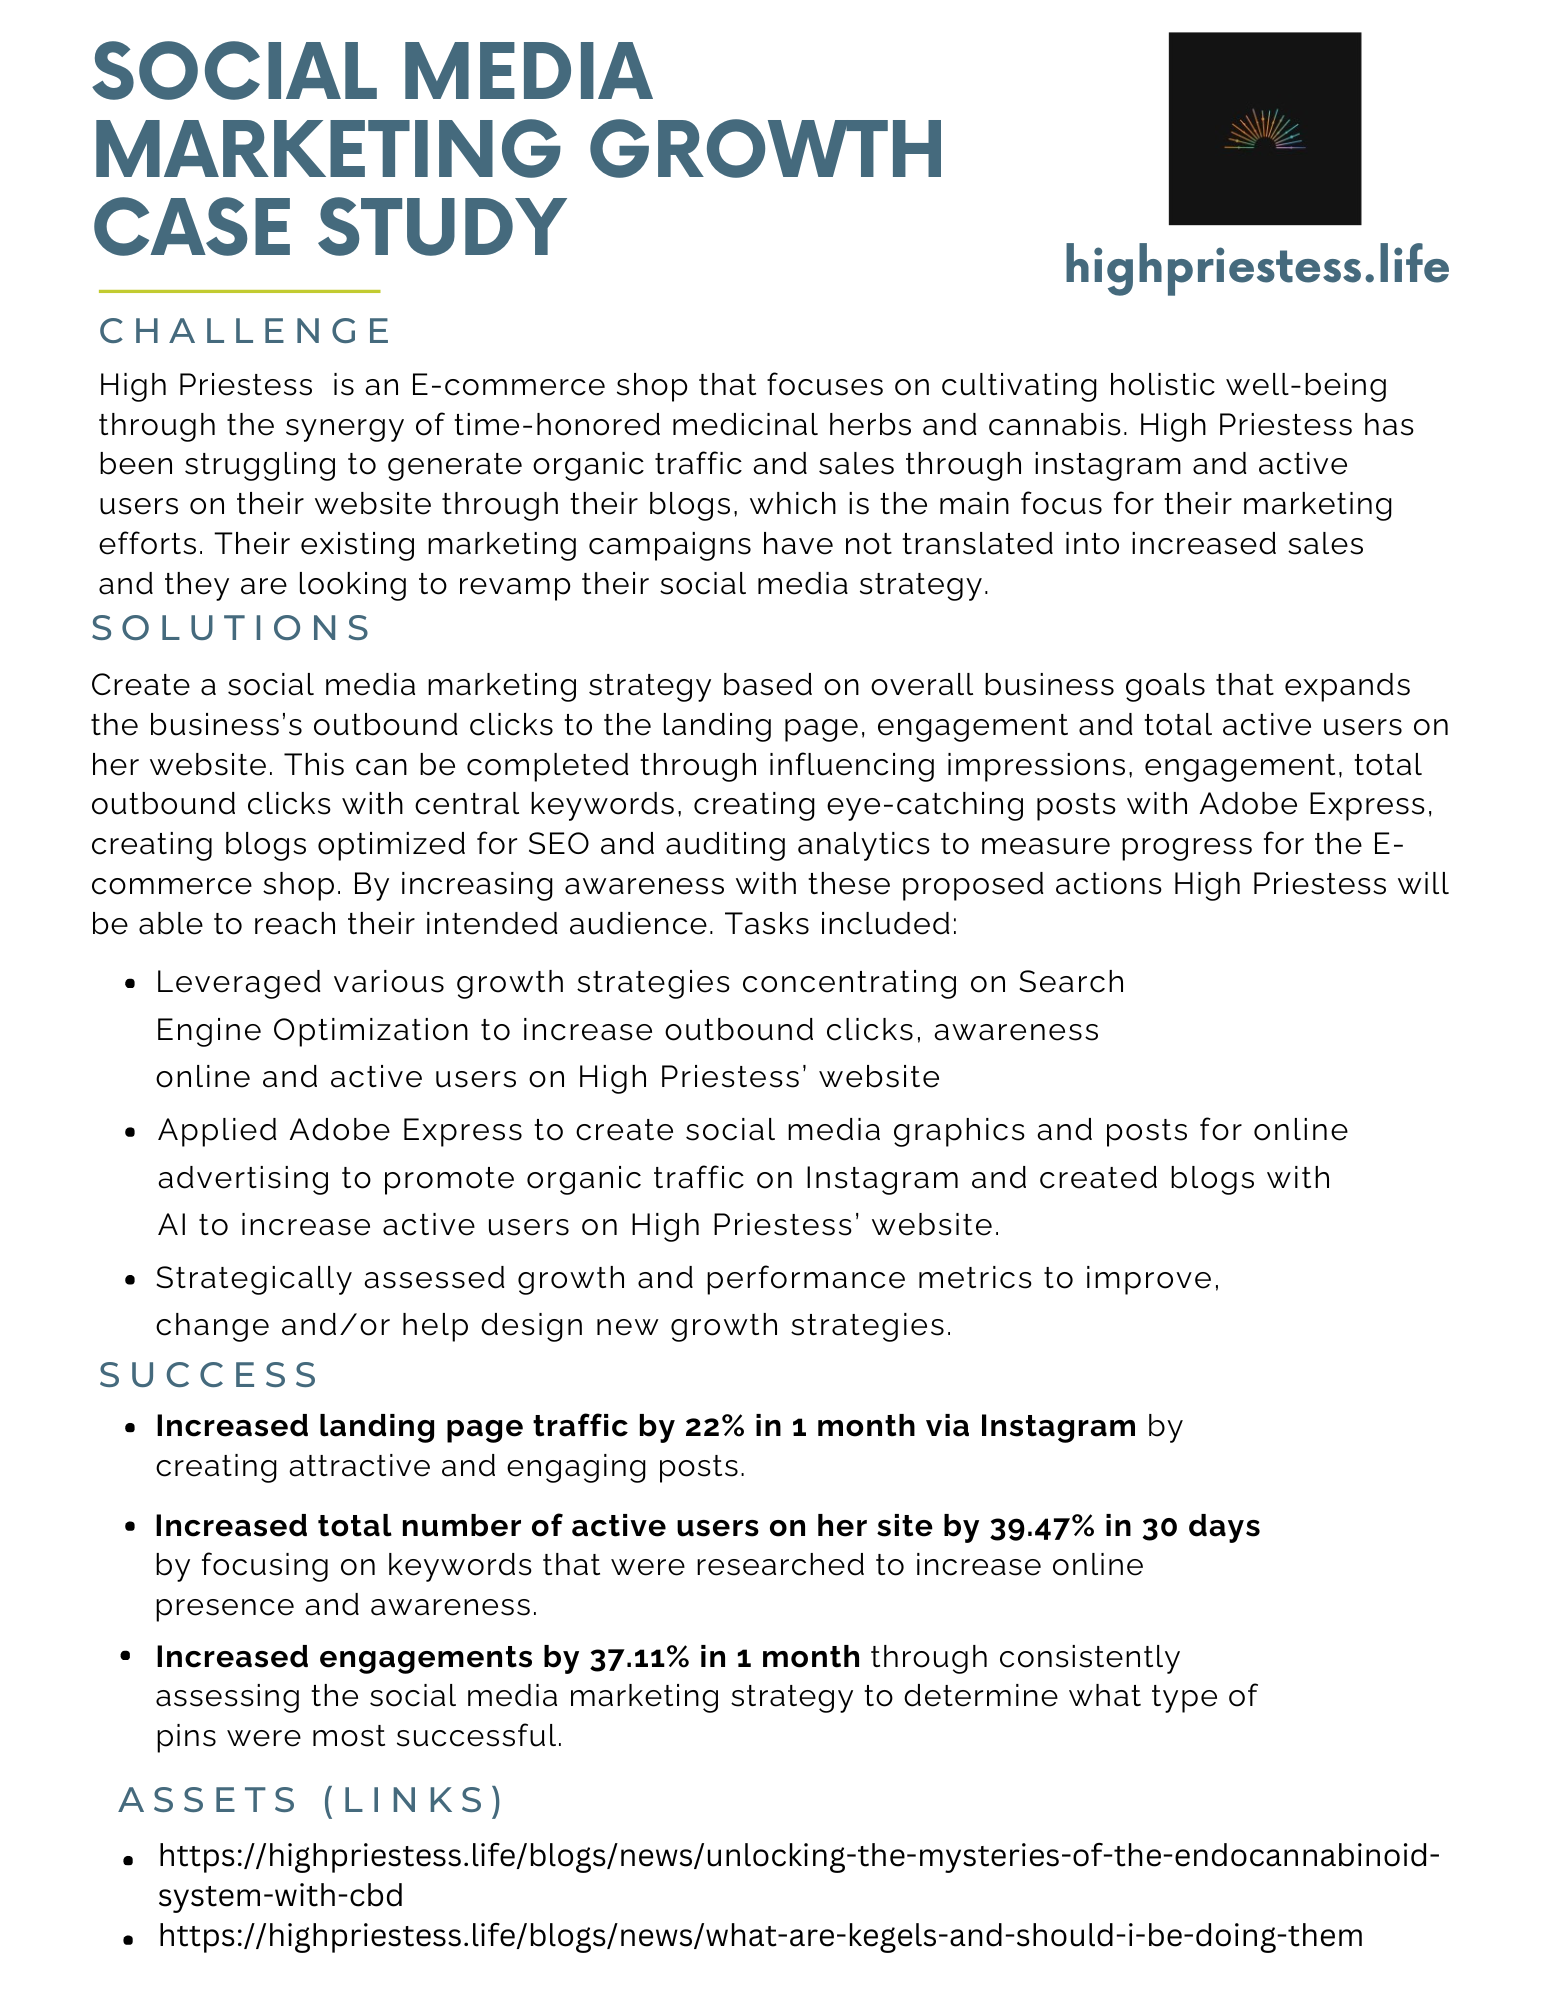 SOCIAL MEDIA
MARKETING GROWTH
CASE STUDY
highpriestess.life
CHALLENGE
High Priestess  is an E-commerce shop that focuses on cultivating holistic well-being
through the synergy of time-honored medicinal herbs and cannabis. High Priestess has
been struggling to generate organic traffic and sales through instagram and active
users on their website through their blogs, which is the main focus for their marketing
efforts. Their existing marketing campaigns have not translated into increased sales
and they are looking to revamp their social media strategy.
SOLUTIONS
Create a social media marketing strategy based on overall business goals that expands
the business’s outbound clicks to the landing page, engagement and total active users on
her website. This can be completed through influencing impressions, engagement, total
outbound clicks with central keywords, creating eye-catching posts with Adobe Express,
creating blogs optimized for SEO and auditing analytics to measure progress for the E-
commerce shop. By increasing awareness with these proposed actions High Priestess will
be able to reach their intended audience. Tasks included:
• Leveraged various growth strategies concentrating on Search
Engine Optimization to increase outbound clicks, awareness
online and active users on High Priestess’ website
• Applied Adobe Express to create social media graphics and posts for online
advertising to promote organic traffic on Instagram and created blogs with
AI to increase active users on High Priestess’ website.
• Strategically assessed growth and performance metrics to improve,
change and/or help design new growth strategies.
SUCCESS
• Increased landing page traffic by 22% in 1 month via Instagram by
creating attractive and engaging posts.
• Increased total number of active users on her site by 39.47% in 30 days
by focusing on keywords that were researched to increase online
presence and awareness.
• Increased engagements by 37.11% in 1 month through consistently
assessing the social media marketing strategy to determine what type of
pins were most successful.
ASSETS (LINKS)
• https://highpriestess.life/blogs/news/unlocking-the-mysteries-of-the-endocannabinoid-
system-with-cbd
• https://highpriestess.life/blogs/news/what-are-kegels-and-should-i-be-doing-them